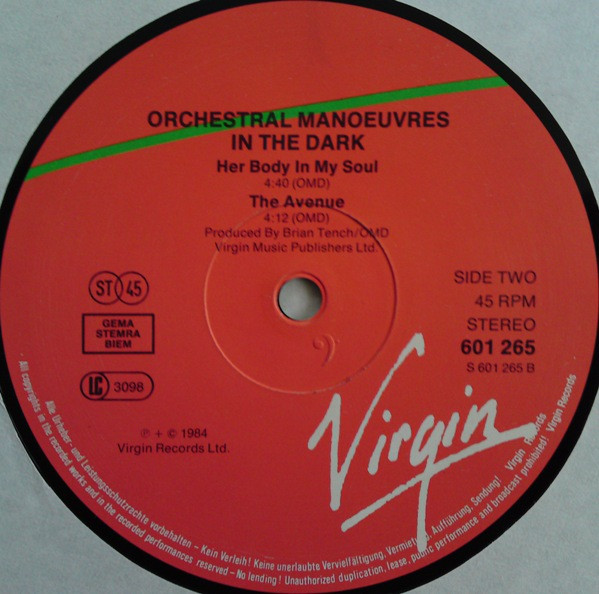 ORCHESTRAL MANOEUVRES
IN THE DARK
Her Body In My Soul
4:40 (OMD)
The Avenue
4:12 (OMD)
Produced By Brian Tench/OMD
Virgin Music Publishers Ltd.
ST 45
GEMA
STEMRA
BIEM
LC 3098
℗ + © 1984
Virgin Records Ltd.
SIDE TWO
45 RPM
STEREO
601 265
S 601 265 B
Virgin
Alle Urheber- und Leistungsschutzrechte vorbehalten – Kein Verleih! Keine unerlaubte Vervielfältigung, Vermietung, Aufführung, Sendung! Virgin Records
All copyrights in the recorded works and in the recorded performances reserved – No lending! Unauthorized duplication, lease, public performance and broadcast prohibited! Virgin Records